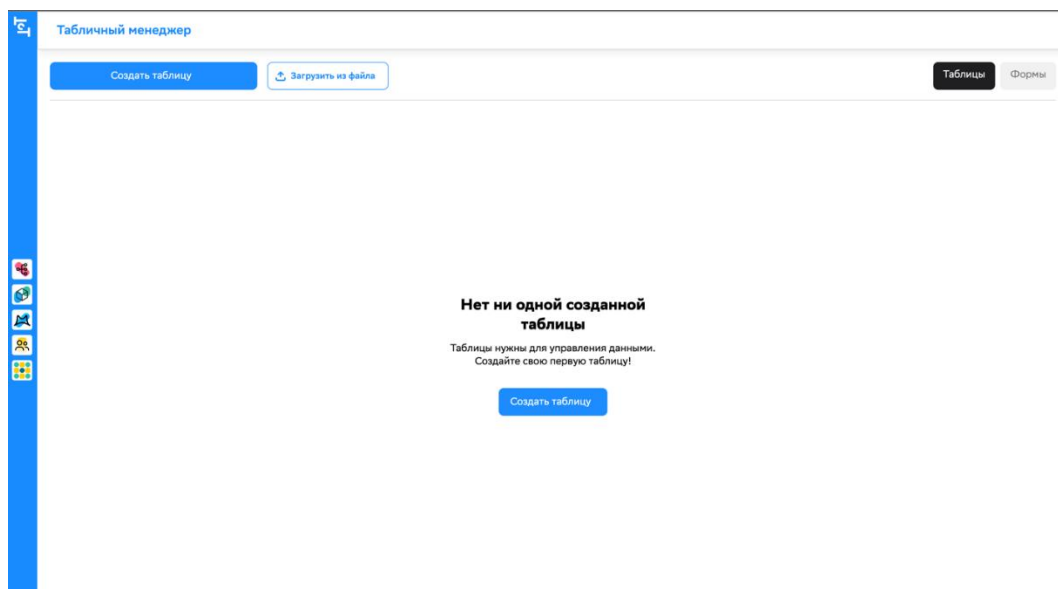 Табличный менеджер
Создать таблицу
Загрузить из файла
Таблицы
Формы
Нет ни одной созданной
таблицы
Таблицы нужны для управления данными.
Создайте свою первую таблицу!
Создать таблицу